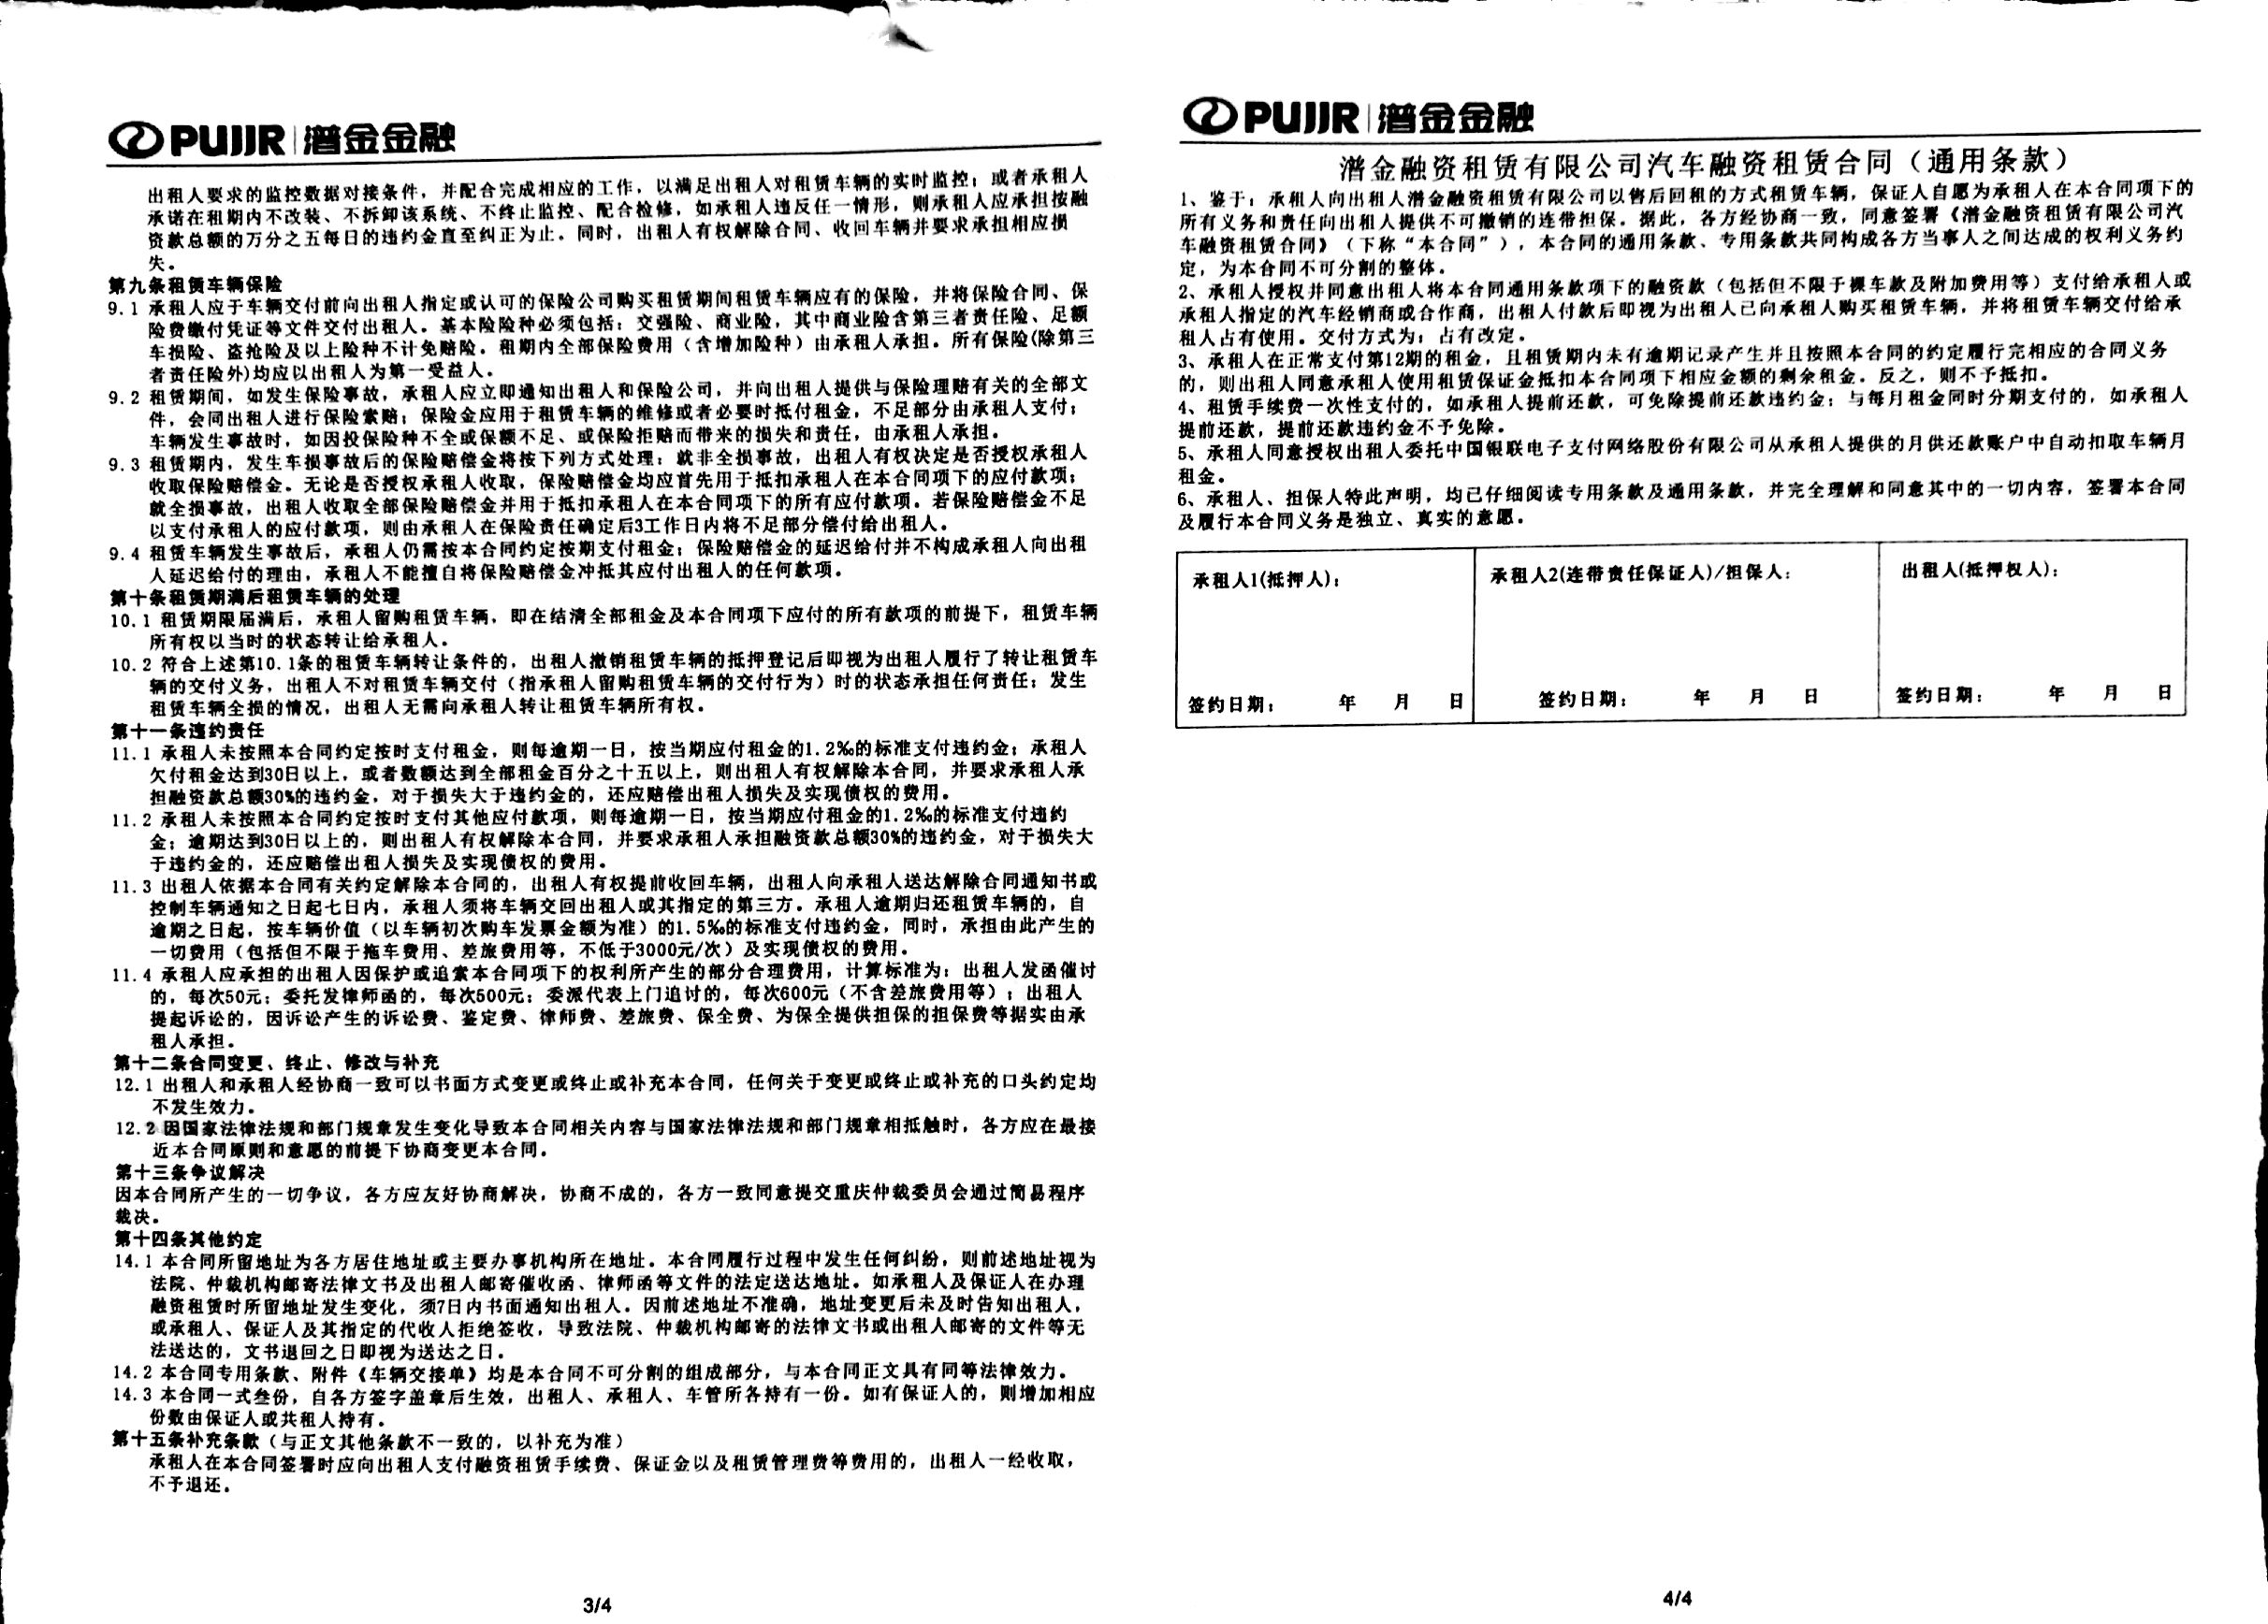 PUJJR 潽金金融
出租人要求的监控数据对接条件，并配合完成相应的工作，以满足出租人对租赁车辆的实时监控；或者承租人
承诺在租期内不改装、不拆卸该系统、不终止监控、配合检修，如承租人违反任一情形，则承租人应承担按融
资款总额的万分之五每日的违约金直至纠正为止。同时，出租人有权解除合同、收回车辆并要求承担相应损
失。
第九条租赁车辆保险
9.1 承租人应于车辆交付前向出租人指定或认可的保险公司购买租赁期间租赁车辆应有的保险，并将保险合同、保
险费缴付凭证等文件交付出租人。基本险险种必须包括：交强险、商业险，其中商业险含第三者责任险、足额
车损险、盗抢险及以上险种不计免赔险。租期内全部保险费用（含增加险种）由承租人承担。所有保险(除第三
者责任险外)均应以出租人为第一受益人。
9.2 租赁期间，如发生保险事故，承租人应立即通知出租人和保险公司，并向出租人提供与保险理赔有关的全部文
件，会同出租人进行保险索赔；保险金应用于租赁车辆的维修或者必要时抵付租金，不足部分由承租人支付；
车辆发生事故时，如因投保险种不全或保额不足、或保险拒赔而带来的损失和责任，由承租人承担。
9.3 租赁期内，发生车损事故后的保险赔偿金将按下列方式处理：就非全损事故，出租人有权决定是否授权承租人
收取保险赔偿金。无论是否授权承租人收取，保险赔偿金均应首先用于抵扣承租人在本合同项下的应付款项；
就全损事故，出租人收取全部保险赔偿金并用于抵扣承租人在本合同项下的所有应付款项。若保险赔偿金不足
以支付承租人的应付款项，则由承租人在保险责任确定后3工作日内将不足部分偿付给出租人。
9.4 租赁车辆发生事故后，承租人仍需按本合同约定按期支付租金；保险赔偿金的延迟给付并不构成承租人向出租
人延迟给付的理由，承租人不能擅自将保险赔偿金冲抵其应付出租人的任何款项。
第十条租赁期满后租赁车辆的处理
10.1 租赁期限届满后，承租人留购租赁车辆，即在结清全部租金及本合同项下应付的所有款项的前提下，租赁车辆
所有权以当时的状态转让给承租人。
10.2 符合上述第10.1条的租赁车辆转让条件的，出租人撤销租赁车辆的抵押登记后即视为出租人履行了转让租赁车
辆的交付义务，出租人不对租赁车辆交付（指承租人留购租赁车辆的交付行为）时的状态承担任何责任；发生
租赁车辆全损的情况，出租人无需向承租人转让租赁车辆所有权。
第十一条违约责任
11.1 承租人未按照本合同约定按时支付租金，则每逾期一日，按当期应付租金的1.2‰的标准支付违约金；承租人
欠付租金达到30日以上，或者数额达到全部租金百分之十五以上，则出租人有权解除本合同，并要求承租人承
担融资款总额30%的违约金，对于损失大于违约金的，还应赔偿出租人损失及实现债权的费用。
11.2 承租人未按照本合同约定按时支付其他应付款项，则每逾期一日，按当期应付租金的1.2‰的标准支付违约
金；逾期达到30日以上的，则出租人有权解除本合同，并要求承租人承担融资款总额30%的违约金，对于损失大
于违约金的，还应赔偿出租人损失及实现债权的费用。
11.3 出租人依据本合同有关约定解除本合同的，出租人有权提前收回车辆，出租人向承租人送达解除合同通知书或
控制车辆通知之日起七日内，承租人须将车辆交回出租人或其指定的第三方。承租人逾期归还租赁车辆的，自
逾期之日起，按车辆价值（以车辆初次购车发票金额为准）的1.5‰的标准支付违约金，同时，承担由此产生的
一切费用（包括但不限于拖车费用、差旅费用等，不低于3000元/次）及实现债权的费用。
11.4 承租人应承担的出租人因保护或追索本合同项下的权利所产生的部分合理费用，计算标准为：出租人发函催讨
的，每次50元；委托发律师函的，每次500元；委派代表上门追讨的，每次600元（不含差旅费用等）；出租人
提起诉讼的，因诉讼产生的诉讼费、鉴定费、律师费、差旅费、保全费、为保全提供担保的担保费等据实由承
租人承担。
第十二条合同变更、终止、修改与补充
12.1 出租人和承租人经协商一致可以书面方式变更或终止或补充本合同，任何关于变更或终止或补充的口头约定均
不发生效力。
12.2 因国家法律法规和部门规章发生变化导致本合同相关内容与国家法律法规和部门规章相抵触时，各方应在最接
近本合同原则和意愿的前提下协商变更本合同。
第十三条争议解决
因本合同所产生的一切争议，各方应友好协商解决，协商不成的，各方一致同意提交重庆仲裁委员会通过简易程序
裁决。
第十四条其他约定
14.1 本合同所留地址为各方居住地址或主要办事机构所在地址。本合同履行过程中发生任何纠纷，则前述地址视为
法院、仲裁机构邮寄法律文书及出租人邮寄催收函、律师函等文件的法定送达地址。如承租人及保证人在办理
融资租赁时所留地址发生变化，须7日内书面通知出租人。因前述地址不准确，地址变更后未及时告知出租人，
或承租人、保证人及其指定的代收人拒绝签收，导致法院、仲裁机构邮寄的法律文书或出租人邮寄的文件等无
法送达的，文书退回之日即视为送达之日。
14.2 本合同专用条款、附件《车辆交接单》均是本合同不可分割的组成部分，与本合同正文具有同等法律效力。
14.3 本合同一式叁份，自各方签字盖章后生效，出租人、承租人、车管所各持有一份。如有保证人的，则增加相应
份数由保证人或共租人持有。
第十五条补充条款（与正文其他条款不一致的，以补充为准）
承租人在本合同签署时应向出租人支付融资租赁手续费、保证金以及租赁管理费等费用的，出租人一经收取，
不予退还。
3/4
PUJJR 潽金金融
潽金融资租赁有限公司汽车融资租赁合同（通用条款）
1、鉴于：承租人向出租人潽金融资租赁有限公司以售后回租的方式租赁车辆，保证人自愿为承租人在本合同项下的
所有义务和责任向出租人提供不可撤销的连带担保。据此，各方经协商一致，同意签署《潽金融资租赁有限公司汽
车融资租赁合同》（下称“本合同”），本合同的通用条款、专用条款共同构成各方当事人之间达成的权利义务约
定，为本合同不可分割的整体。
2、承租人授权并同意出租人将本合同通用条款项下的融资款（包括但不限于裸车款及附加费用等）支付给承租人或
承租人指定的汽车经销商或合作商，出租人付款后即视为出租人已向承租人购买租赁车辆，并将租赁车辆交付给承
租人占有使用。交付方式为：占有改定。
3、承租人在正常支付第12期的租金，且租赁期内未有逾期记录产生并且按照本合同的约定履行完相应的合同义务
的，则出租人同意承租人使用租赁保证金抵扣本合同项下相应金额的剩余租金。反之，则不予抵扣。
4、租赁手续费一次性支付的，如承租人提前还款，可免除提前还款违约金；与每月租金同时分期支付的，如承租人
提前还款，提前还款违约金不予免除。
5、承租人同意授权出租人委托中国银联电子支付网络股份有限公司从承租人提供的月供还款账户中自动扣取车辆月
租金。
6、承租人、担保人特此声明，均已仔细阅读专用条款及通用条款，并完全理解和同意其中的一切内容，签署本合同
及履行本合同义务是独立、真实的意愿。
承租人1(抵押人)：
签约日期： 年 月 日
承租人2(连带责任保证人)/担保人：
签约日期： 年 月 日
出租人(抵押权人)：
签约日期： 年 月 日
4/4